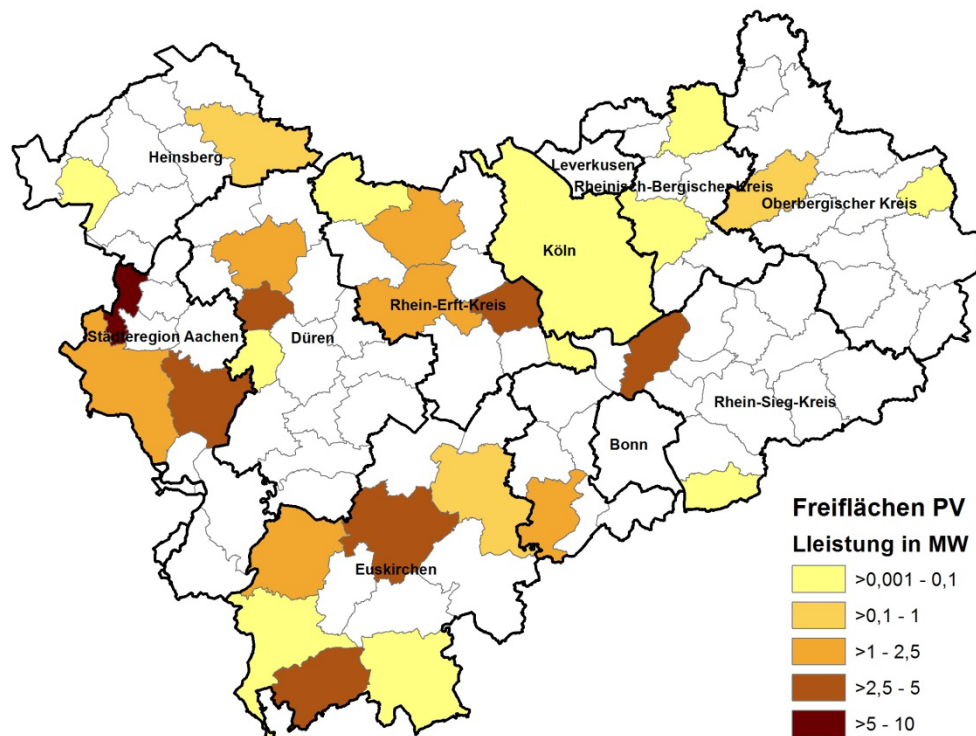 Heinsberg
Leverkusen
Rheinisch-Bergischer Kreis
Oberbergischer Kreis
Köln
Rhein-Erft-Kreis
Städteregion Aachen
Düren
Rhein-Sieg-Kreis
Bonn
Euskirchen
Freiflächen PV
Lleistung in MW
>0,001 - 0,1
>0,1 - 1
>1 - 2,5
>2,5 - 5
>5 - 10